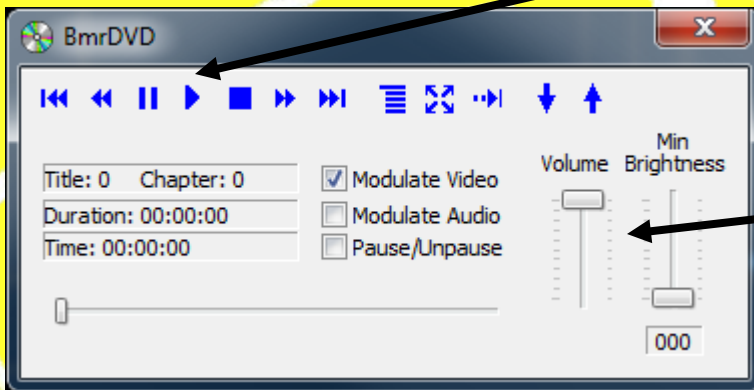 BmrDVD
Min
Volume Brightness
Title: 0 Chapter: 0
Modulate Video
Duration: 00:00:00
Modulate Audio
Time: 00:00:00
Pause/Unpause
000